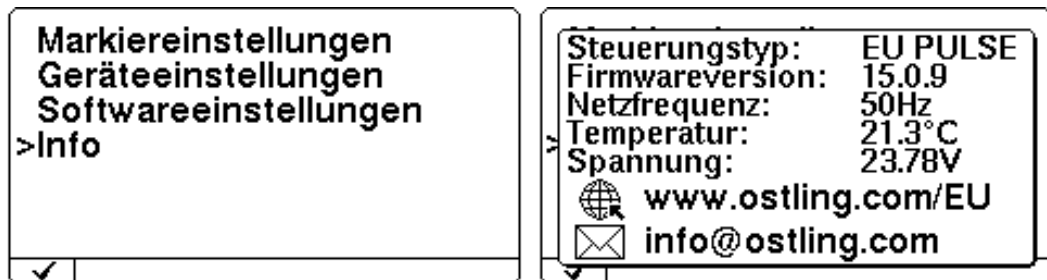 Markiereinstellungen
Geräteeinstellungen
Softwareeinstellungen
>Info
Steuerungstyp: EU PULSE
Firmwareversion: 15.0.9
Netzfrequenz: 50Hz
Temperatur: 21.3°C
Spannung: 23.78V
www.ostling.com/EU
info@ostling.com